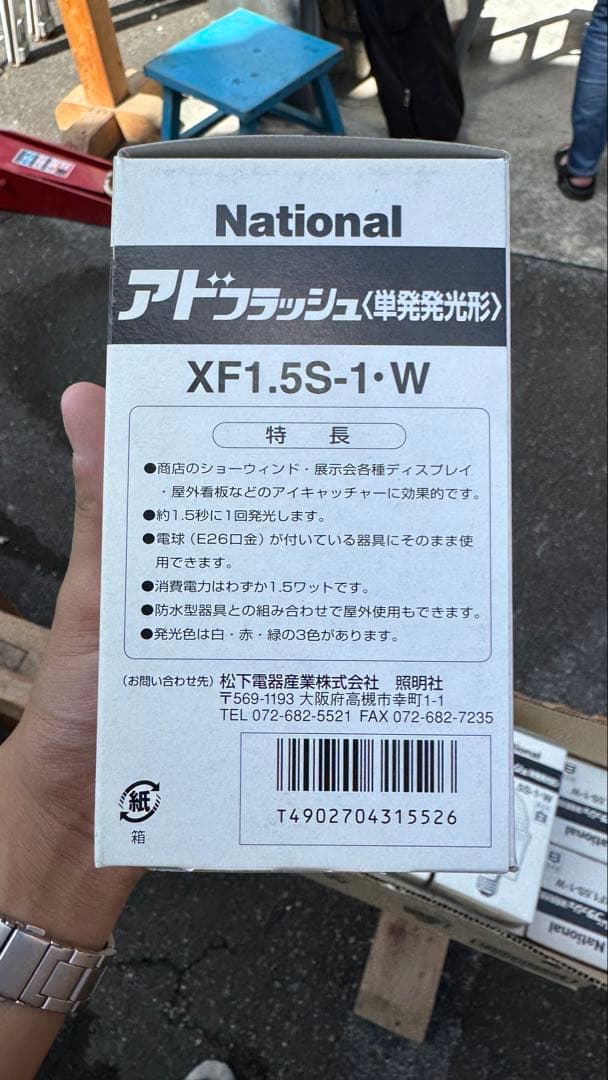 National
アドフラッシュ〈単発発光形〉
XF1.5S-1・W
特 長
●商店のショーウィンド・展示会各種ディスプレイ
・屋外看板などのアイキャッチャーに効果的です。
●約1.5秒に1回発光します。
●電球（E26口金）が付いている器具にそのまま使
用できます。
●消費電力はわずか1.5ワットです。
●防水型器具との組み合わせで屋外使用もできます。
●発光色は白・赤・緑の3色があります。
（お問い合わせ先）松下電器産業株式会社 照明社
〒569-1193 大阪府高槻市幸町1-1
TEL 072-682-5521 FAX 072-682-7235
紙
箱
T4902704315526
白
National